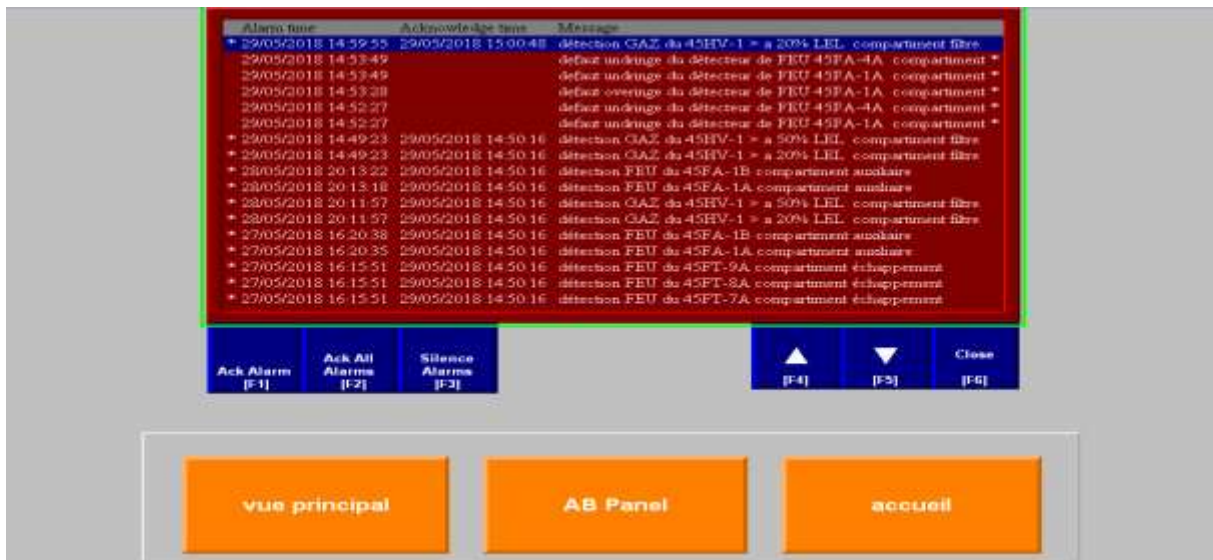 Alarm time Acknowledge time Message
* 29/05/2018 14:59:55 29/05/2018 15:00:48 détection GAZ du 45HV-1 > a 20% LEL compartiment filtre
29/05/2018 14:53:49 defaut undringe du détecteur de FEU 45FA-4A compartiment *
29/05/2018 14:53:49 defaut undringe du détecteur de FEU 45FA-1A compartiment *
29/05/2018 14:53:28 defaut overinge du détecteur de FEU 45FA-1A compartiment *
29/05/2018 14:52:27 defaut undringe du détecteur de FEU 45FA-4A compartiment *
29/05/2018 14:52:27 defaut undringe du détecteur de FEU 45FA-1A compartiment *
* 29/05/2018 14:49:23 29/05/2018 14:50:16 détection GAZ du 45HV-1 > a 50% LEL compartiment filtre
* 29/05/2018 14:49:23 29/05/2018 14:50:16 détection GAZ du 45HV-1 > a 20% LEL compartiment filtre
* 28/05/2018 20:13:22 29/05/2018 14:50:16 détection FEU du 45FA-1B compartiment auxiliaire
* 28/05/2018 20:13:18 29/05/2018 14:50:16 détection FEU du 45FA-1A compartiment auxiliaire
* 28/05/2018 20:11:57 29/05/2018 14:50:16 détection GAZ du 45HV-1 > a 50% LEL compartiment filtre
* 28/05/2018 20:11:57 29/05/2018 14:50:16 détection GAZ du 45HV-1 > a 20% LEL compartiment filtre
* 27/05/2018 16:20:38 29/05/2018 14:50:16 détection FEU du 45FA-1B compartiment auxiliaire
* 27/05/2018 16:20:35 29/05/2018 14:50:16 détection FEU du 45FA-1A compartiment auxiliaire
* 27/05/2018 16:15:51 29/05/2018 14:50:16 détection FEU du 45FT-9A compartiment échappement
* 27/05/2018 16:15:51 29/05/2018 14:50:16 détection FEU du 45FT-8A compartiment échappement
* 27/05/2018 16:15:51 29/05/2018 14:50:16 détection FEU du 45FT-7A compartiment échappement
Ack Alarm
[F1]
Ack All
Alarms
[F2]
Silence
Alarms
[F3]
[F4]
[F5]
Close
[F6]
vue principal
AB Panel
accueil